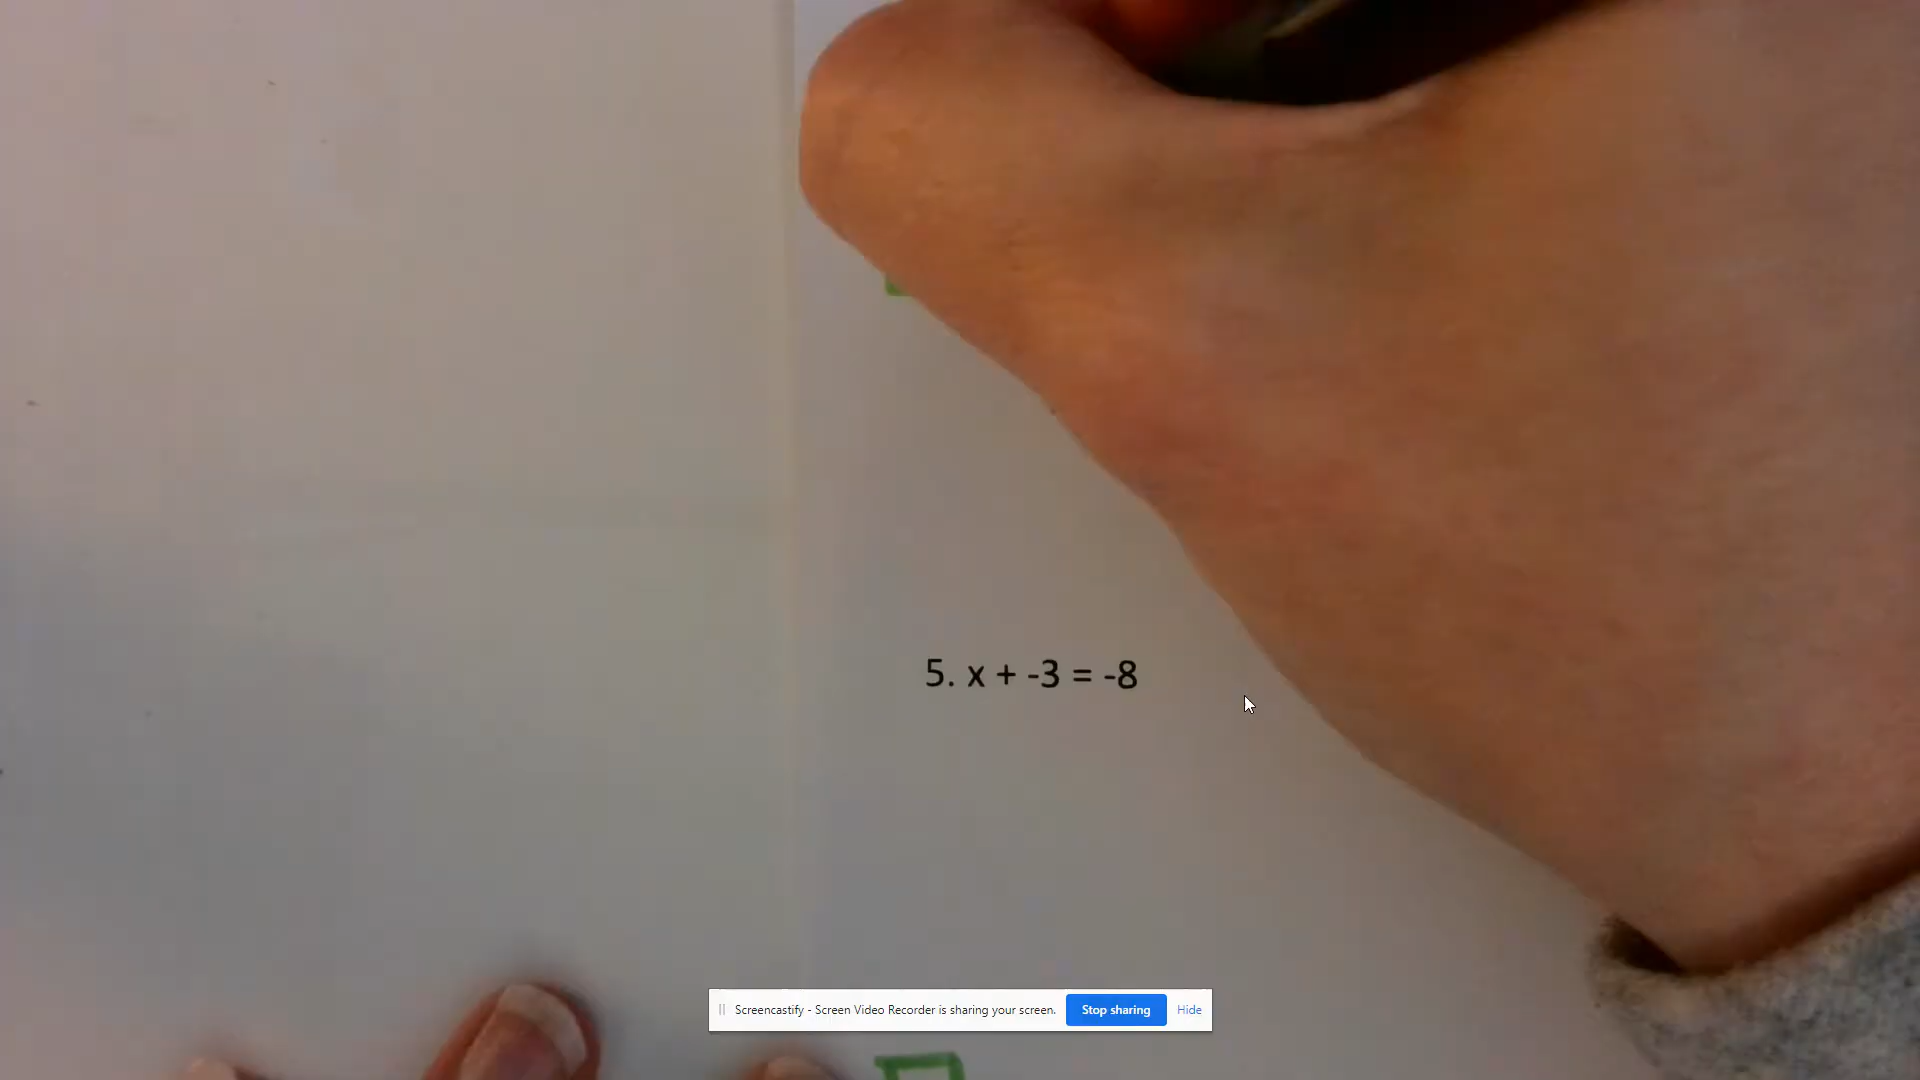 5. x + -3 = -8
Screencastify - Screen Video Recorder is sharing your screen. Stop sharing Hide